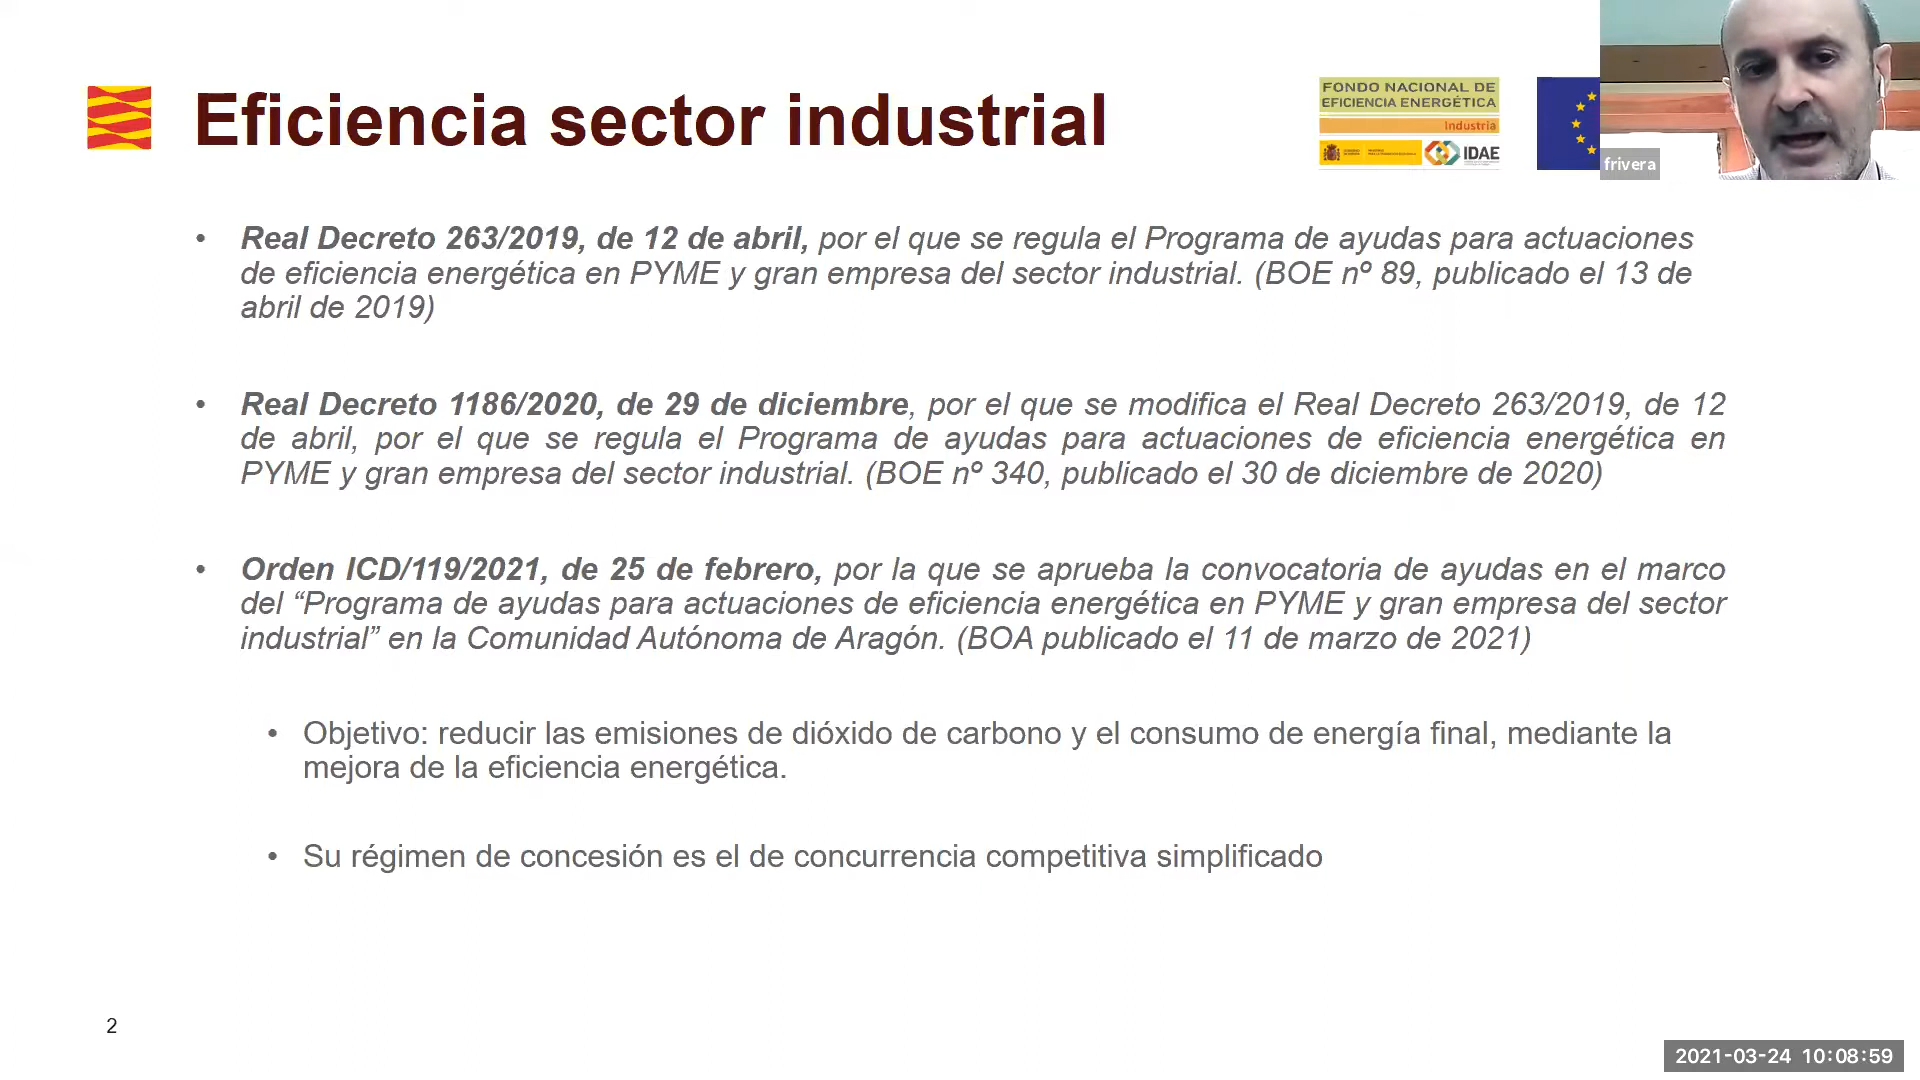 Eficiencia sector industrial
FONDO NACIONAL DE
EFICIENCIA ENERGÉTICA
Industria
IDAE
frivera
• Real Decreto 263/2019, de 12 de abril, por el que se regula el Programa de ayudas para actuaciones
de eficiencia energética en PYME y gran empresa del sector industrial. (BOE nº 89, publicado el 13 de
abril de 2019)
• Real Decreto 1186/2020, de 29 de diciembre, por el que se modifica el Real Decreto 263/2019, de 12
de abril, por el que se regula el Programa de ayudas para actuaciones de eficiencia energética en
PYME y gran empresa del sector industrial. (BOE nº 340, publicado el 30 de diciembre de 2020)
• Orden ICD/119/2021, de 25 de febrero, por la que se aprueba la convocatoria de ayudas en el marco
del “Programa de ayudas para actuaciones de eficiencia energética en PYME y gran empresa del sector
industrial” en la Comunidad Autónoma de Aragón. (BOA publicado el 11 de marzo de 2021)
• Objetivo: reducir las emisiones de dióxido de carbono y el consumo de energía final, mediante la
mejora de la eficiencia energética.
• Su régimen de concesión es el de concurrencia competitiva simplificado
2
2021-03-24 10:08:59